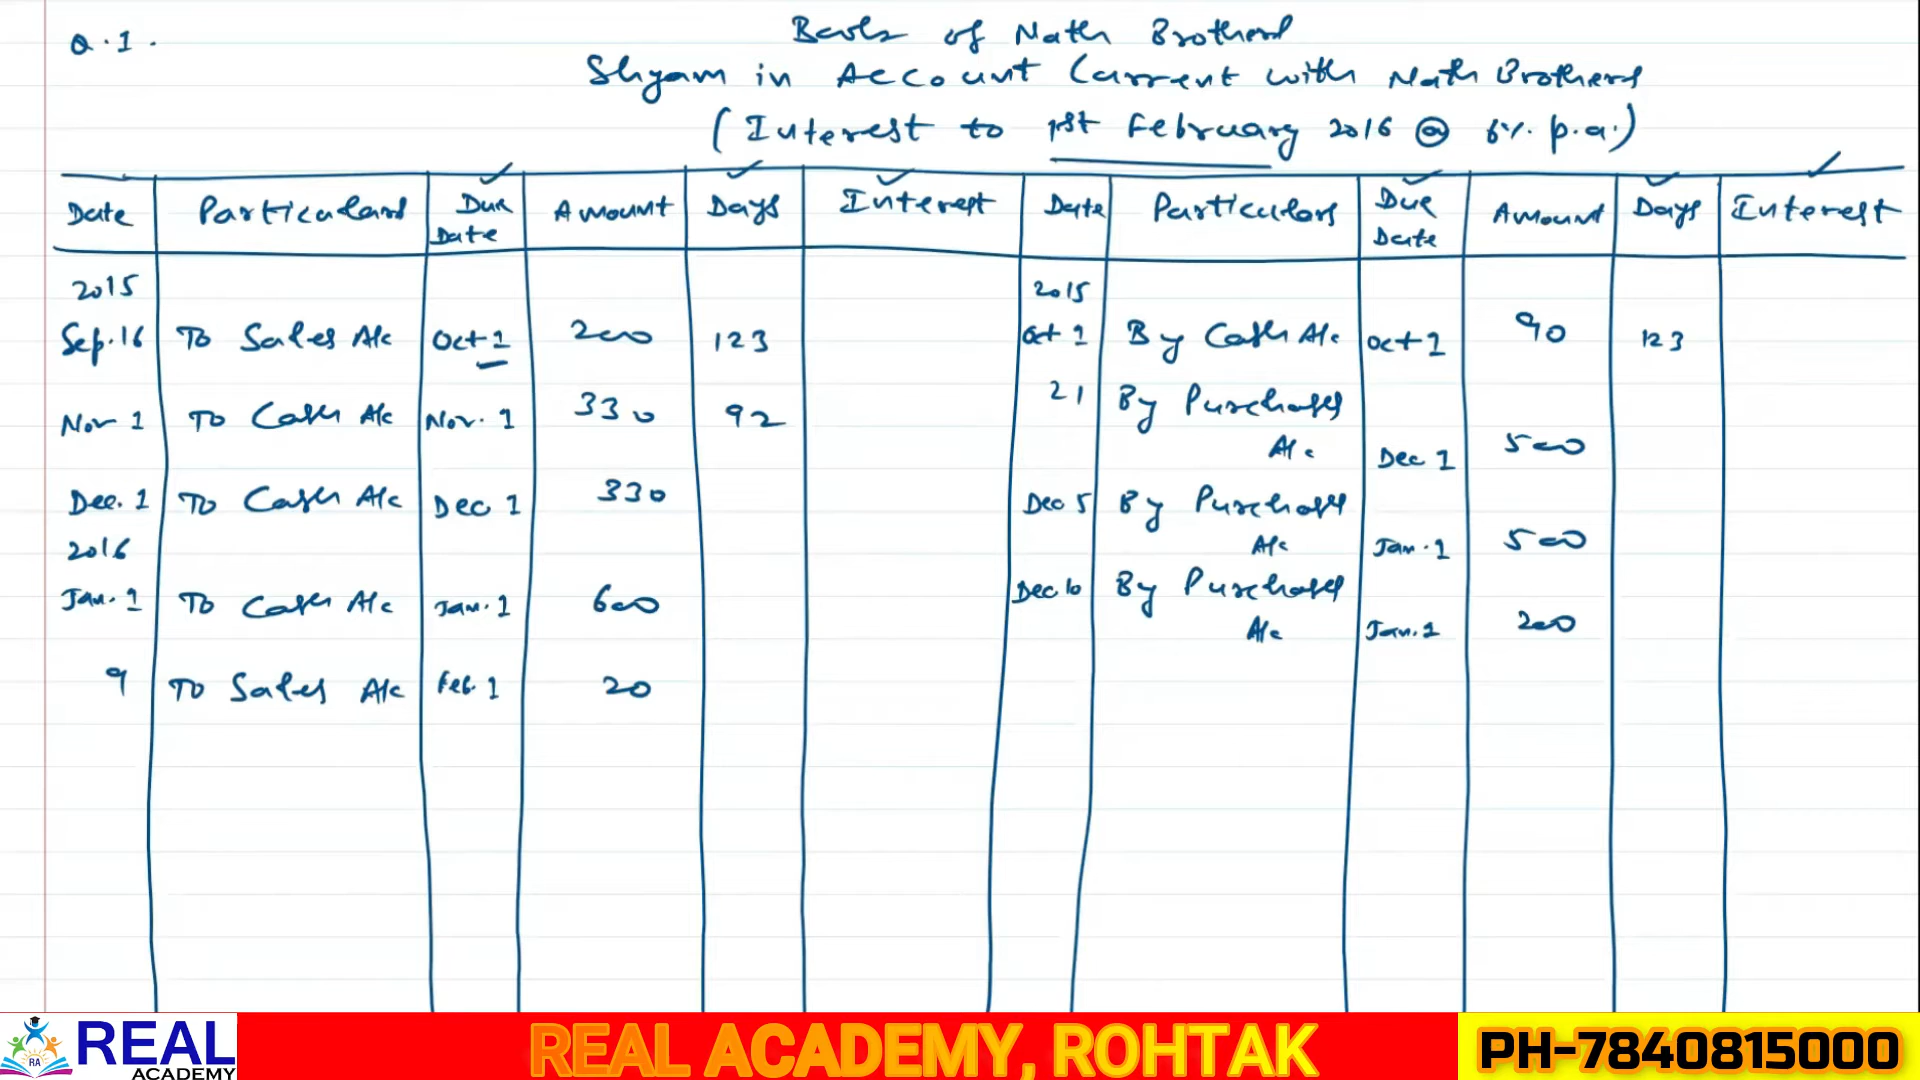 Q.1.
Books of Nath Brothers
Shyam in Account Current with Nath Brothers
(Interest to 1st February 2016 @ 6% p.a.)
Date Particulars Due Date Amount Days Interest Date Particulars Due Date Amount Days Interest
2015 2015
Sep.16 To Sales A/c Oct 1 200 123 Oct 1 By Cash A/c Oct 1 90 123
Nov 1 To Cash A/c Nov. 1 330 92 21 By Purchases A/c Dec 1 500
Dec. 1 To Cash A/c Dec 1 330 Dec 5 By Purchases A/c Jan. 1 500
2016
Jan. 1 To Cash A/c Jan. 1 600 Dec 10 By Purchases A/c Jan. 1 200
9 To Sales A/c Feb. 1 20
RA
REAL
ACADEMY
REAL ACADEMY, ROHTAK
PH-7840815000